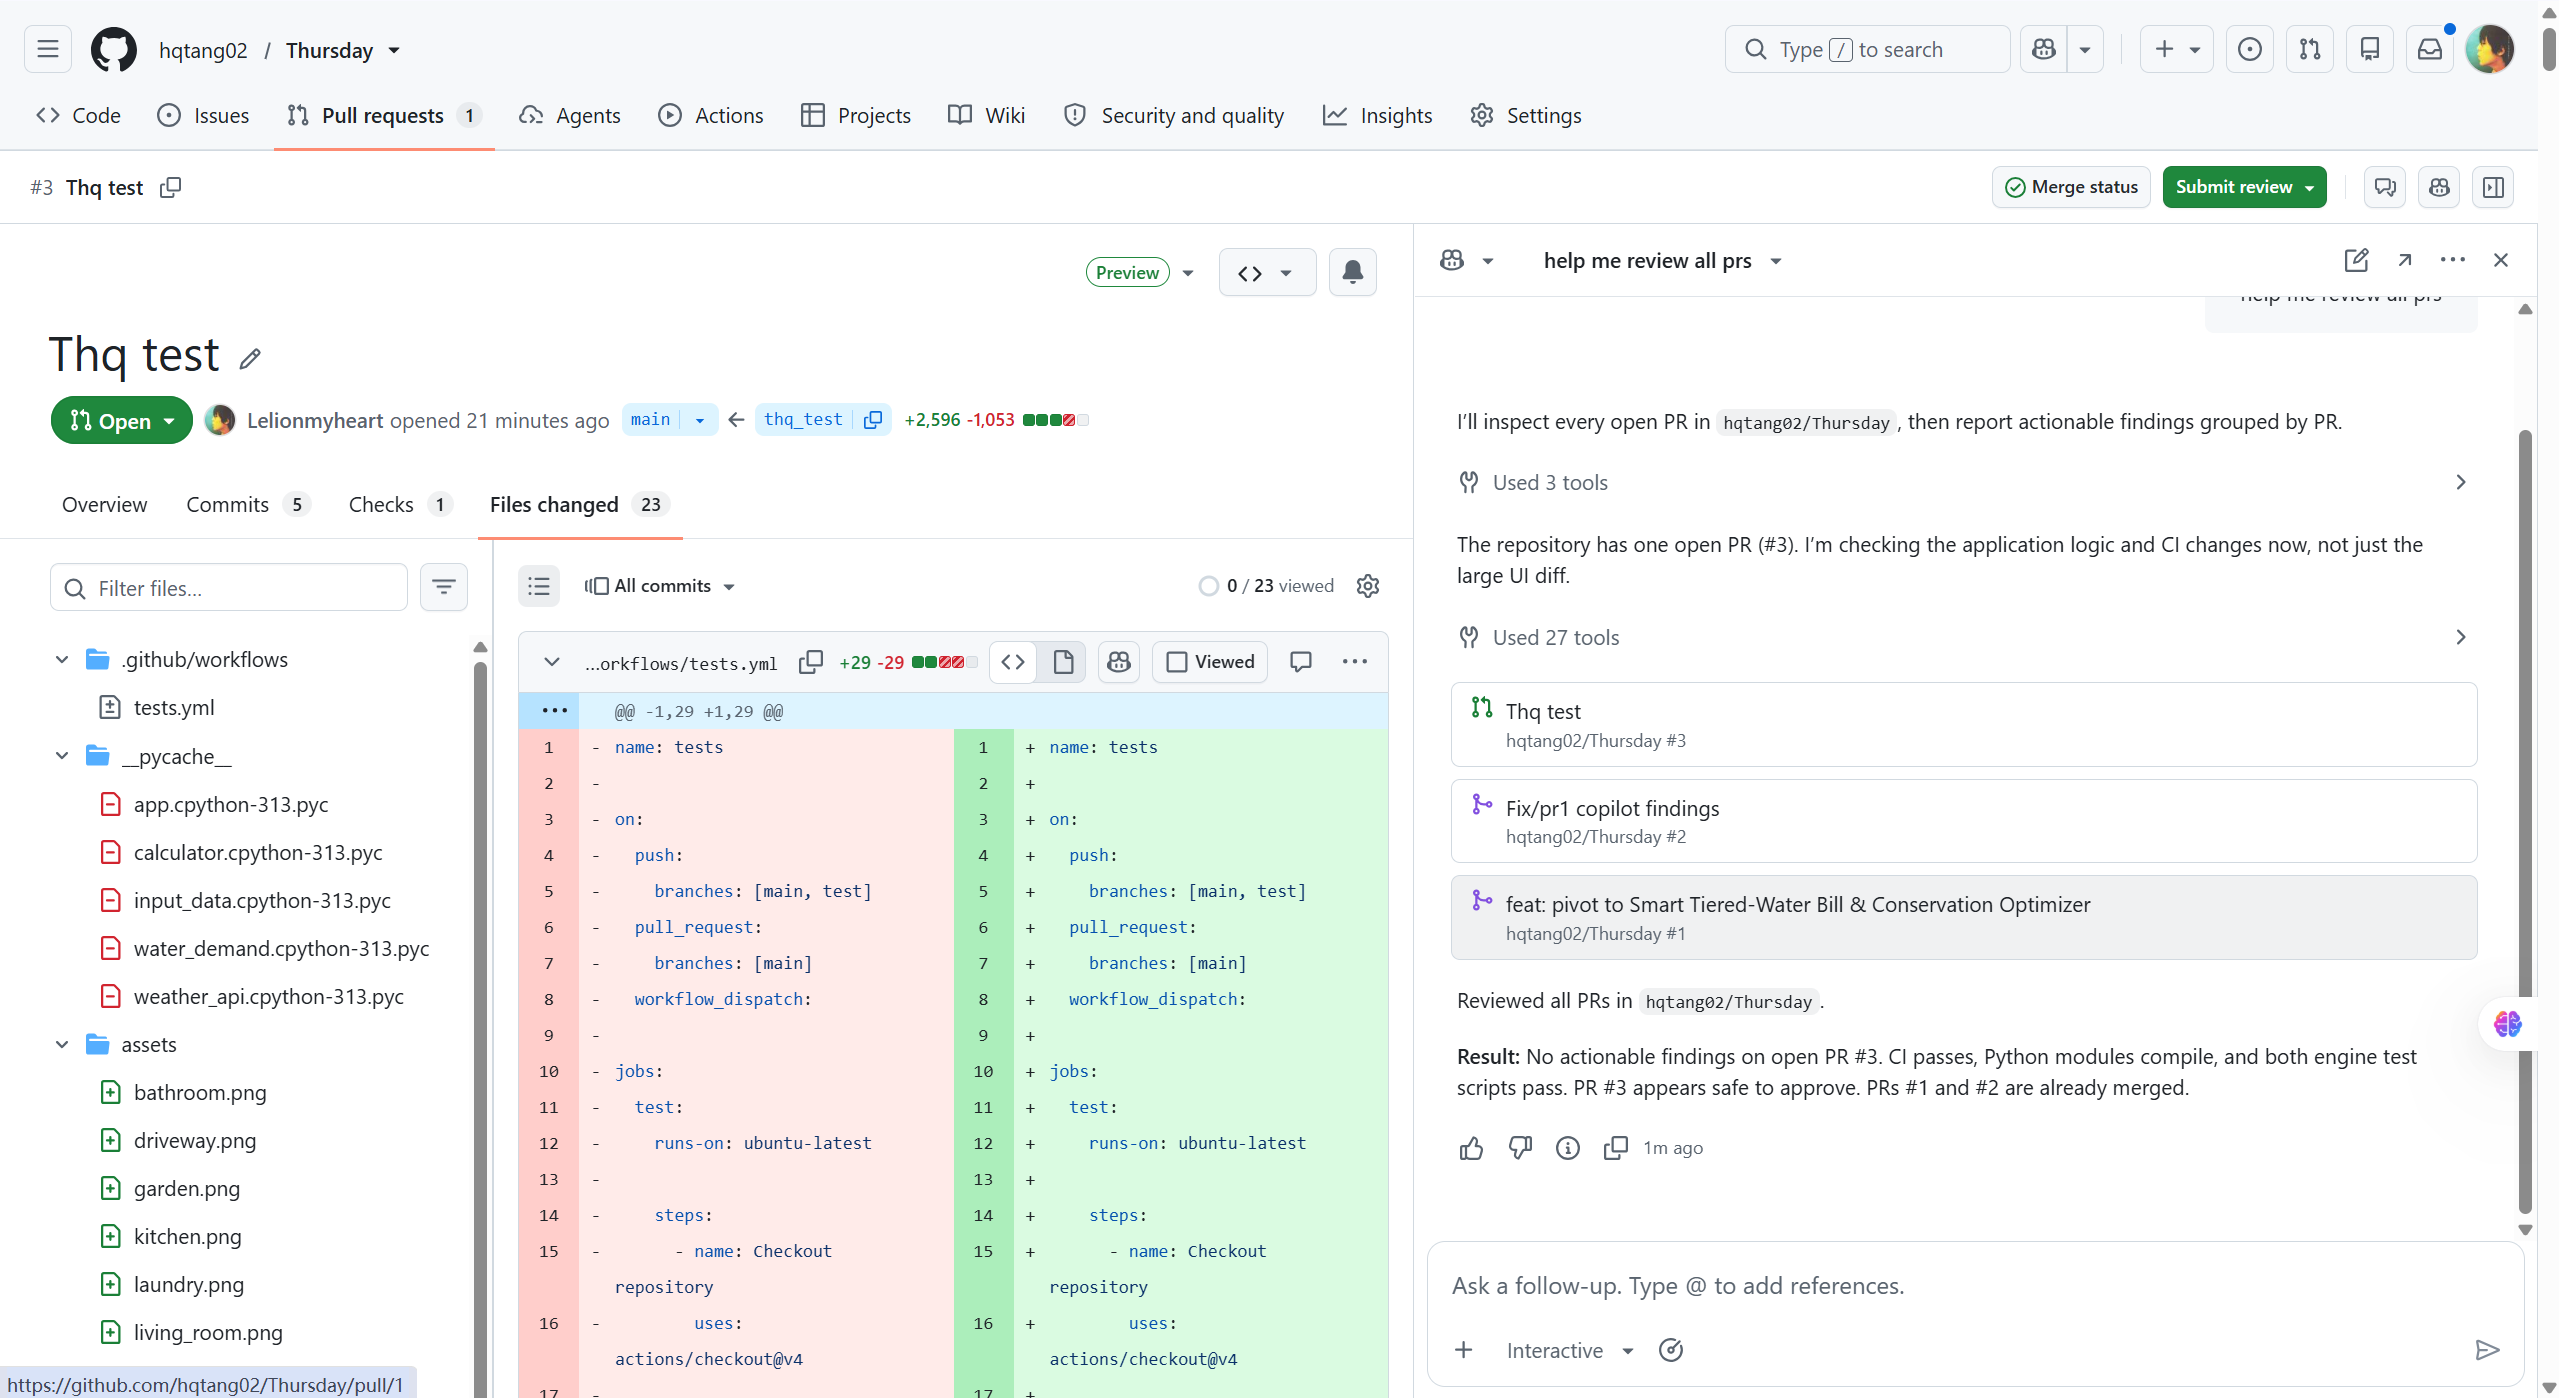 hqtang02 / Thursday
Type / to search
Code
Issues
Pull requests 1
Agents
Actions
Projects
Wiki
Security and quality
Insights
Settings
#3 Thq test
Merge status
Submit review
Preview
Thq test
Open
Lelionmyheart opened 21 minutes ago
main
thq_test
+2,596 -1,053
Overview
Commits 5
Checks 1
Files changed 23
Filter files...
.github/workflows
tests.yml
__pycache__
app.cpython-313.pyc
calculator.cpython-313.pyc
input_data.cpython-313.pyc
water_demand.cpython-313.pyc
weather_api.cpython-313.pyc
assets
bathroom.png
driveway.png
garden.png
kitchen.png
laundry.png
living_room.png
https://github.com/hqtang02/Thursday/pull/1
All commits
0 / 23 viewed
...orkflows/tests.yml
+29 -29
Viewed
@@ -1,29 +1,29 @@
1 - name: tests
2 -
3 - on:
4 - push:
5 - branches: [main, test]
6 - pull_request:
7 - branches: [main]
8 - workflow_dispatch:
9 -
10 - jobs:
11 - test:
12 - runs-on: ubuntu-latest
13 -
14 - steps:
15 - - name: Checkout
repository
16 - uses:
actions/checkout@v4
17 -
1 + name: tests
2 +
3 + on:
4 + push:
5 + branches: [main, test]
6 + pull_request:
7 + branches: [main]
8 + workflow_dispatch:
9 +
10 + jobs:
11 + test:
12 + runs-on: ubuntu-latest
13 +
14 + steps:
15 + - name: Checkout
repository
16 + uses:
actions/checkout@v4
17 +
help me review all prs
help me review all prs
I'll inspect every open PR in hqtang02/Thursday, then report actionable findings grouped by PR.
Used 3 tools
The repository has one open PR (#3). I'm checking the application logic and CI changes now, not just the
large UI diff.
Used 27 tools
Thq test
hqtang02/Thursday #3
Fix/pr1 copilot findings
hqtang02/Thursday #2
feat: pivot to Smart Tiered-Water Bill & Conservation Optimizer
hqtang02/Thursday #1
Reviewed all PRs in hqtang02/Thursday.
Result: No actionable findings on open PR #3. CI passes, Python modules compile, and both engine test
scripts pass. PR #3 appears safe to approve. PRs #1 and #2 are already merged.
1m ago
Ask a follow-up. Type @ to add references.
Interactive